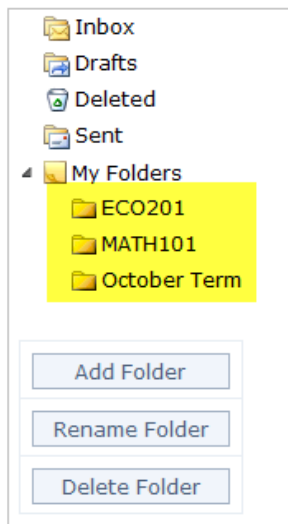 Inbox
Drafts
Deleted
Sent
My Folders
ECO201
MATH101
October Term
Add Folder
Rename Folder
Delete Folder